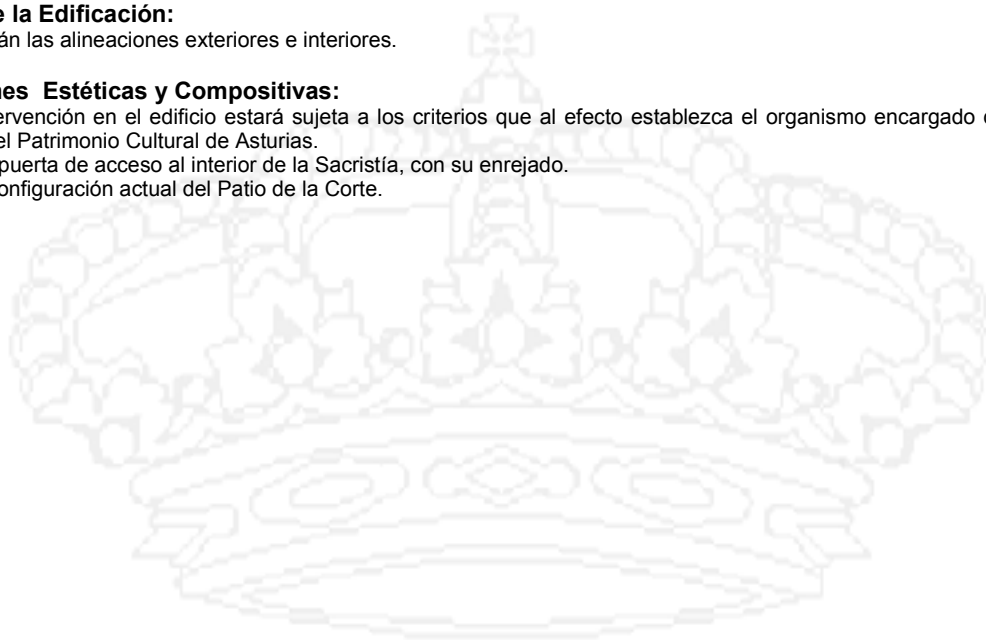 e la Edificación:
án las alineaciones exteriores e interiores.
nes Estéticas y Compositivas:
ervención en el edificio estará sujeta a los criterios que al efecto establezca el organismo encargado
el Patrimonio Cultural de Asturias.
puerta de acceso al interior de la Sacristía, con su enrejado.
onfiguración actual del Patio de la Corte.